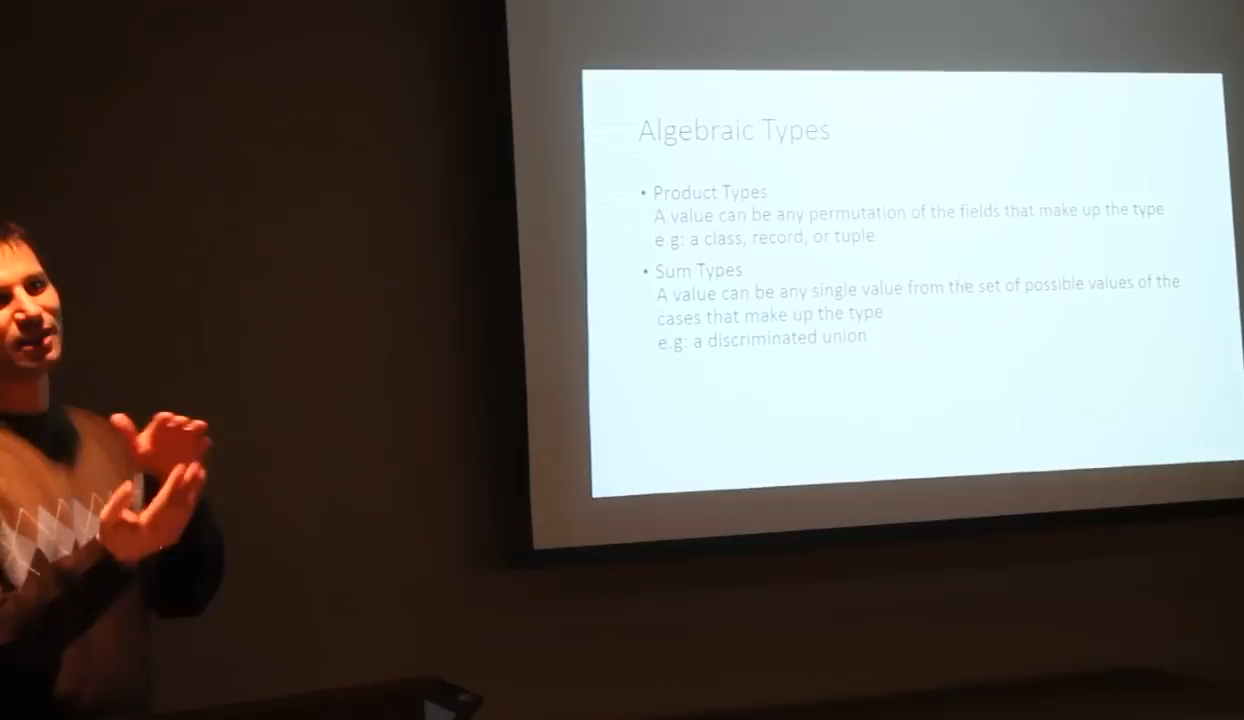 Algebraic Types
• Product Types
A value can be any permutation of the fields that make up the type
e.g: a class, record, or tuple
• Sum Types
A value can be any single value from the set of possible values of the
cases that make up the type
e.g: a discriminated union